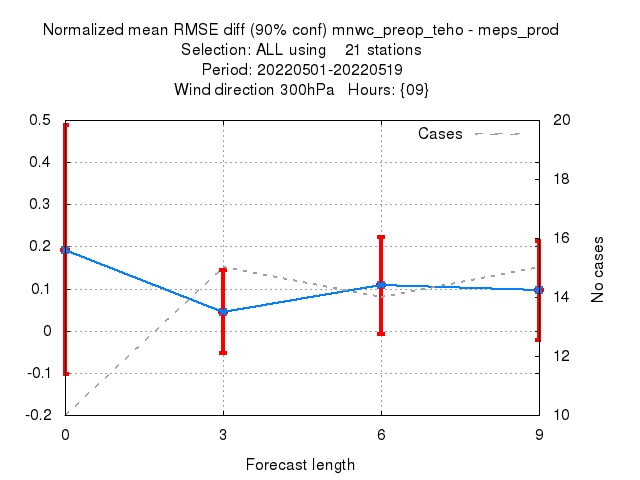 Normalized mean RMSE diff (90% conf) mnwc_preop_teho - meps_prod
Selection: ALL using    21 stations
Period: 20220501-20220519
Wind direction 300hPa   Hours: {09}
Cases
0.5
0.4
0.3
0.2
0.1
0
-0.1
-0.2
20
18
16
14
12
10
No cases
0 3 6 9
Forecast length